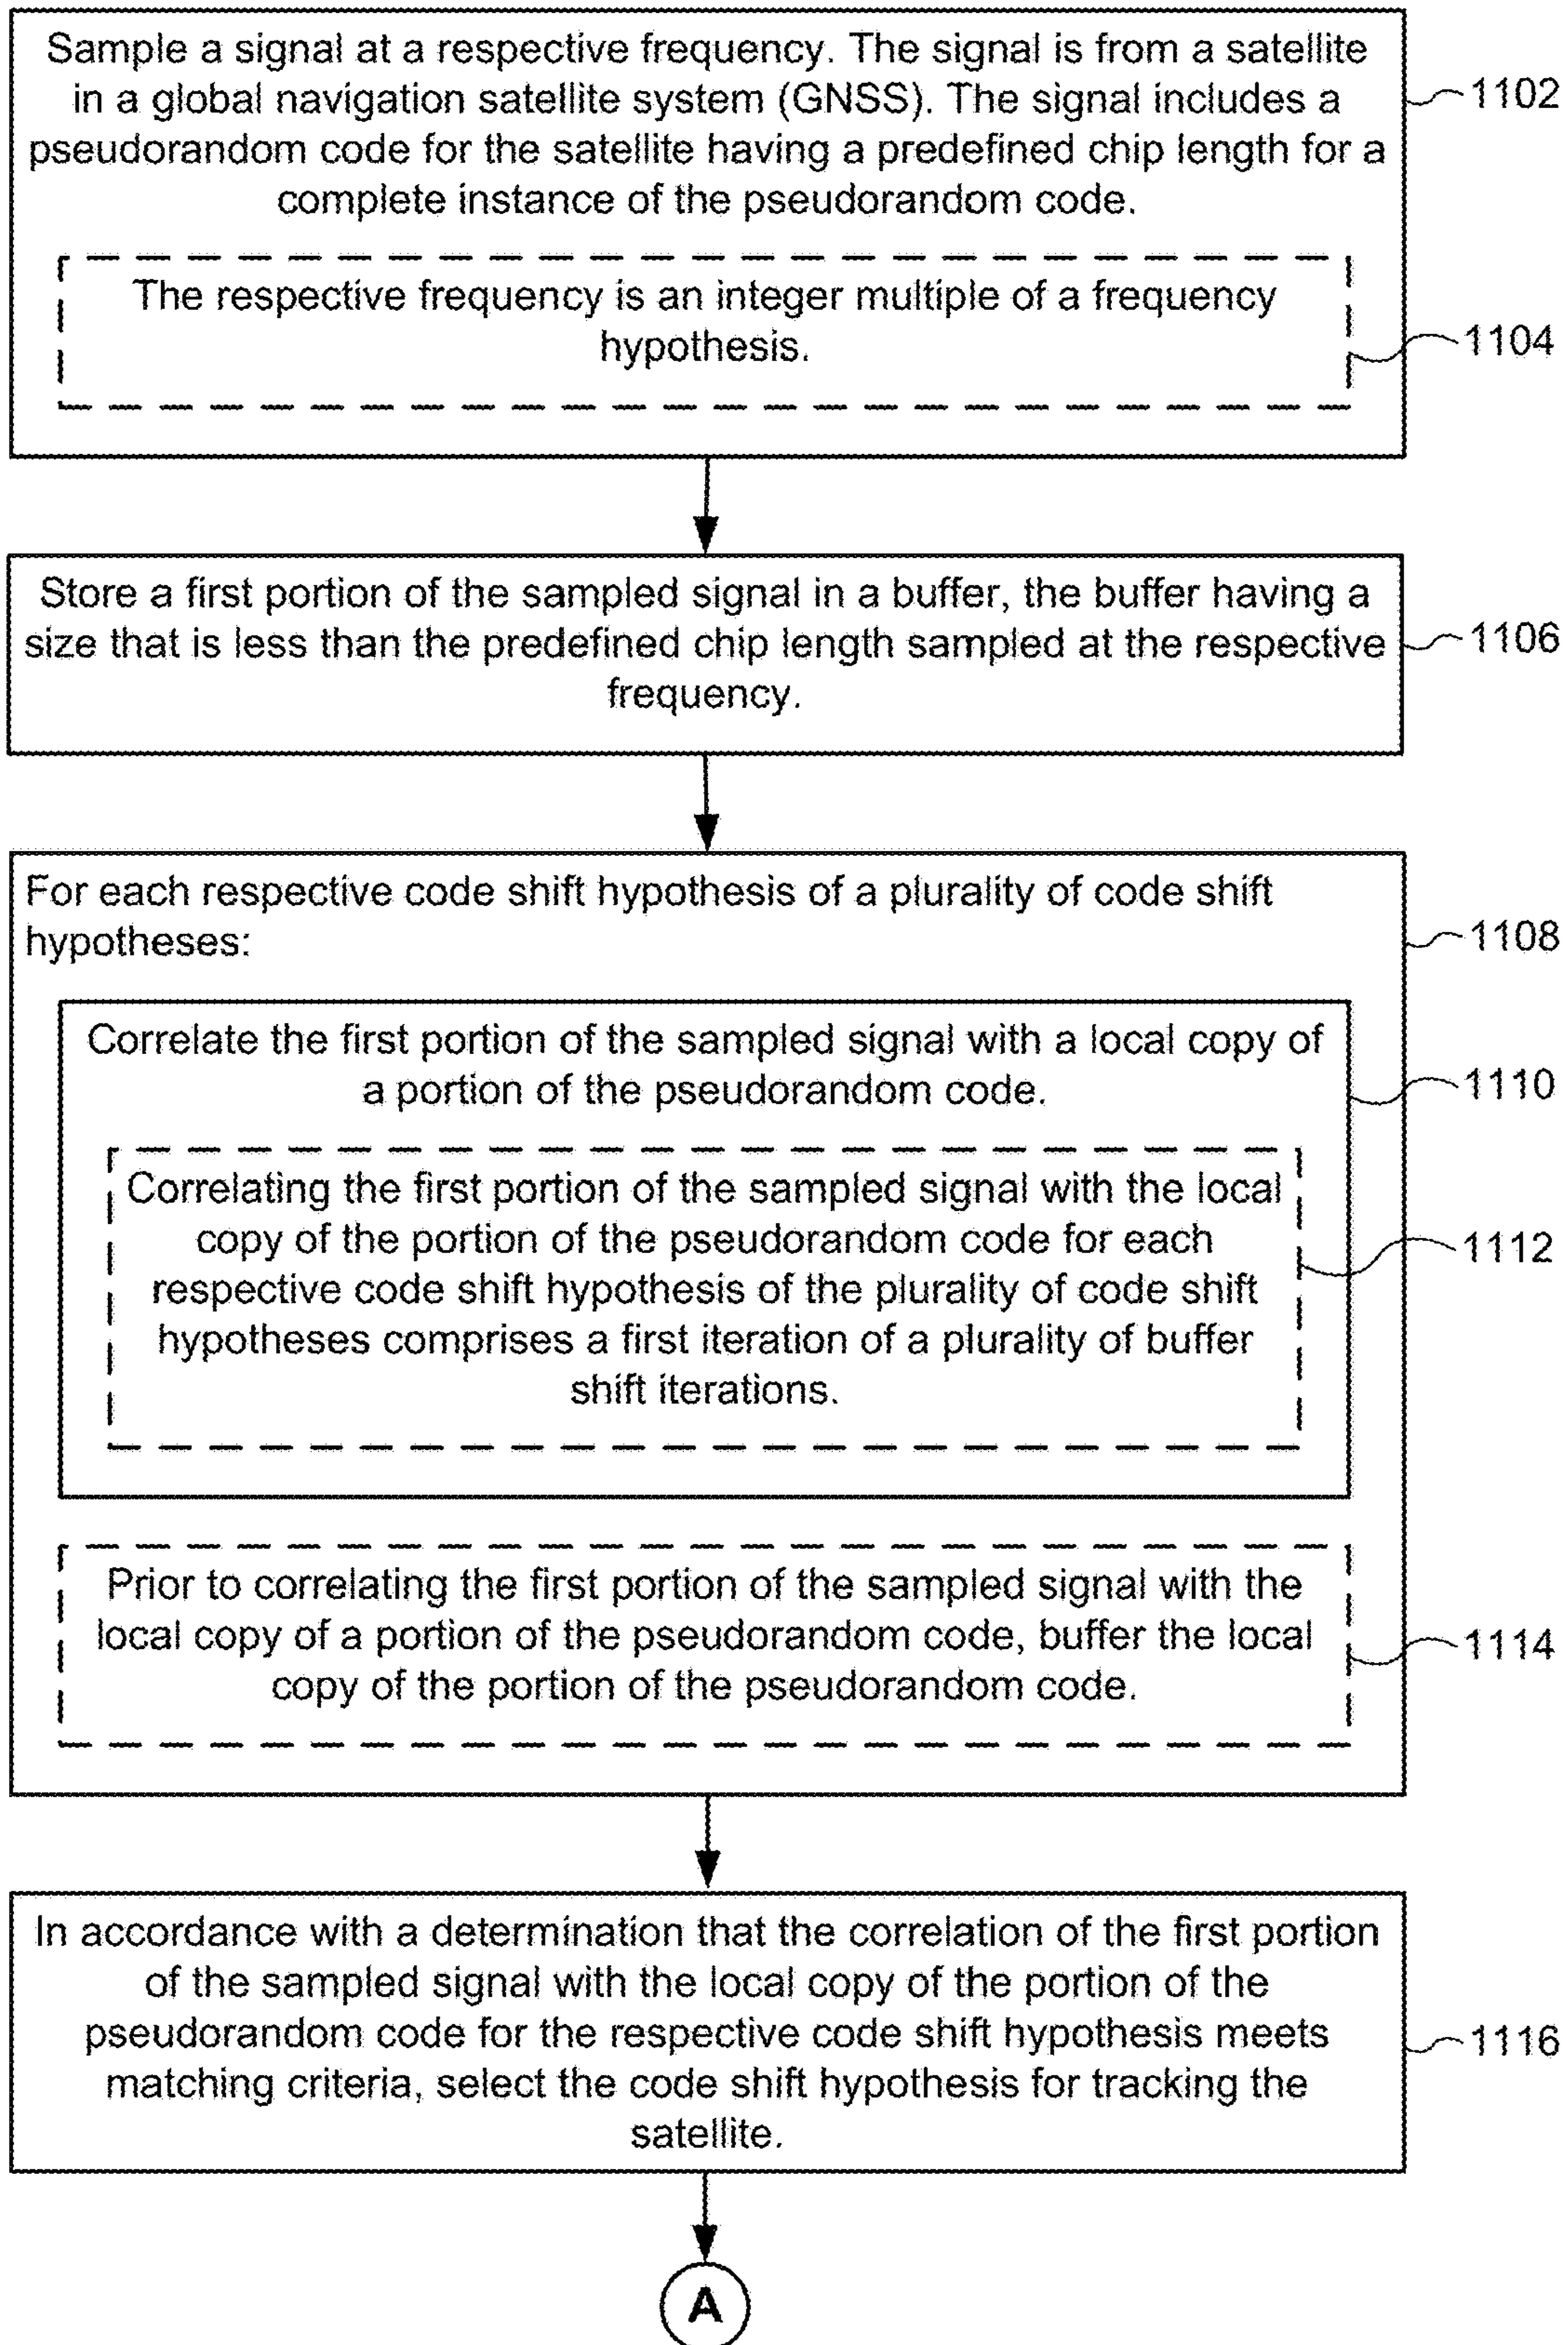 Sample a signal at a respective frequency. The signal is from a satellite
in a global navigation satellite system (GNSS). The signal includes a
pseudorandom code for the satellite having a predefined chip length for a
complete instance of the pseudorandom code.
1102
The respective frequency is an integer multiple of a frequency
hypothesis.
1104
Store a first portion of the sampled signal in a buffer, the buffer having a
size that is less than the predefined chip length sampled at the respective
frequency.
1106
For each respective code shift hypothesis of a plurality of code shift
hypotheses:
1108
Correlate the first portion of the sampled signal with a local copy of
a portion of the pseudorandom code.
1110
Correlating the first portion of the sampled signal with the local
copy of the portion of the pseudorandom code for each
respective code shift hypothesis of the plurality of code shift
hypotheses comprises a first iteration of a plurality of buffer
shift iterations.
1112
Prior to correlating the first portion of the sampled signal with the
local copy of a portion of the pseudorandom code, buffer the local
copy of the portion of the pseudorandom code.
1114
In accordance with a determination that the correlation of the first portion
of the sampled signal with the local copy of the portion of the
pseudorandom code for the respective code shift hypothesis meets
matching criteria, select the code shift hypothesis for tracking the
satellite.
1116
A